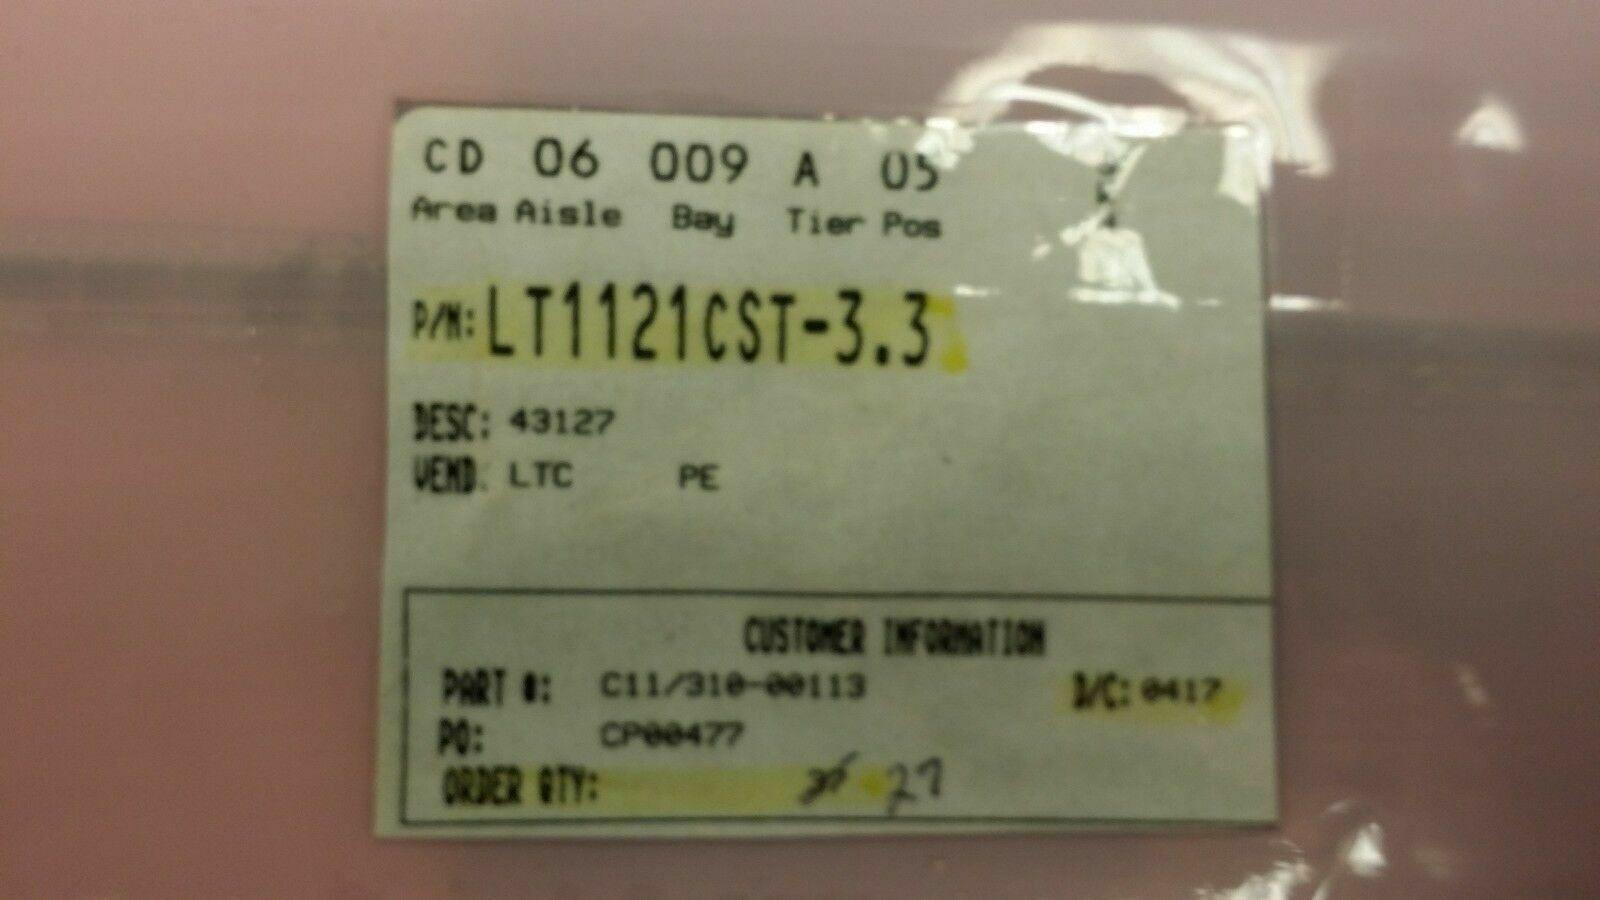 CD 06 009 A 05
Area Aisle Bay Tier Pos
P/N: LT1121CST-3.3
DESC: 43127
VEND: LTC PE
CUSTOMER INFORMATION
PART #: C11/310-00113 D/C: 0417
PO: CP00477
ORDER QTY: 27